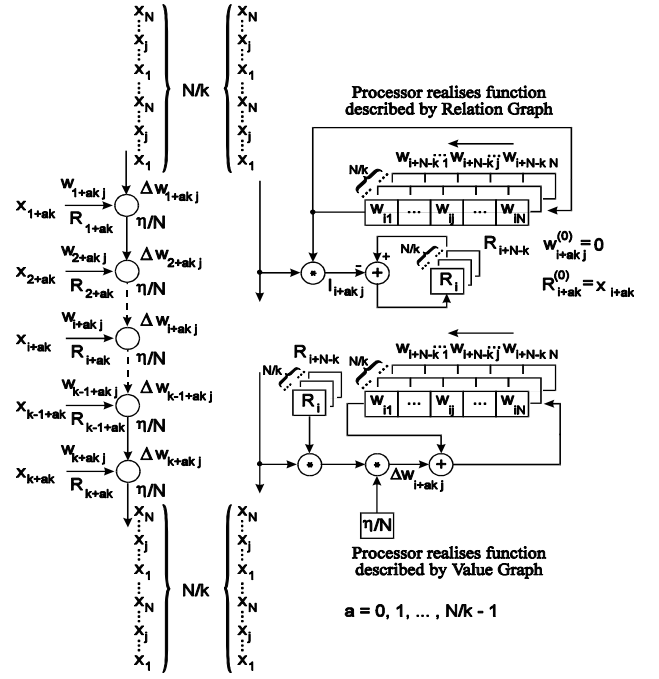 x_N
x_j
x_1
x_N
x_j
x_1
N/k
x_N
x_j
x_1
x_N
x_j
x_1
x_{1+ak}
w_{1+ak j}
R_{1+ak}
Δw_{1+ak j}
η/N
x_{2+ak}
w_{2+ak j}
R_{2+ak}
Δw_{2+ak j}
η/N
x_{i+ak}
w_{i+ak j}
R_{i+ak}
Δw_{i+ak j}
η/N
x_{k-1+ak}
w_{k-1+ak j}
R_{k-1+ak}
Δw_{k-1+ak j}
η/N
x_{k+ak}
w_{k+ak j}
R_{k+ak}
Δw_{k+ak j}
η/N
x_N
x_j
x_1
x_N
x_j
x_1
N/k
x_N
x_j
x_1
x_N
x_j
x_1
Processor realises function
described by Relation Graph
w_{i+N-k 1} ... w_{i+N-k j} ... w_{i+N-k N}
N/k
w_{i1} ... w_{ij} ... w_{iN}
* - + +
I_{i+ak j}
N/k
R_{i+N-k}
R_i
w_{i+ak j}^{(0)} = 0
R_{i+ak}^{(0)} = x_{i+ak}
w_{i+N-k 1} ... w_{i+N-k j} ... w_{i+N-k N}
N/k
R_{i+N-k}
R_i
N/k
w_{i1} ... w_{ij} ... w_{iN}
* * +
Δw_{i+ak j}
η/N
Processor realises function
described by Value Graph
a = 0, 1, ... , N/k - 1